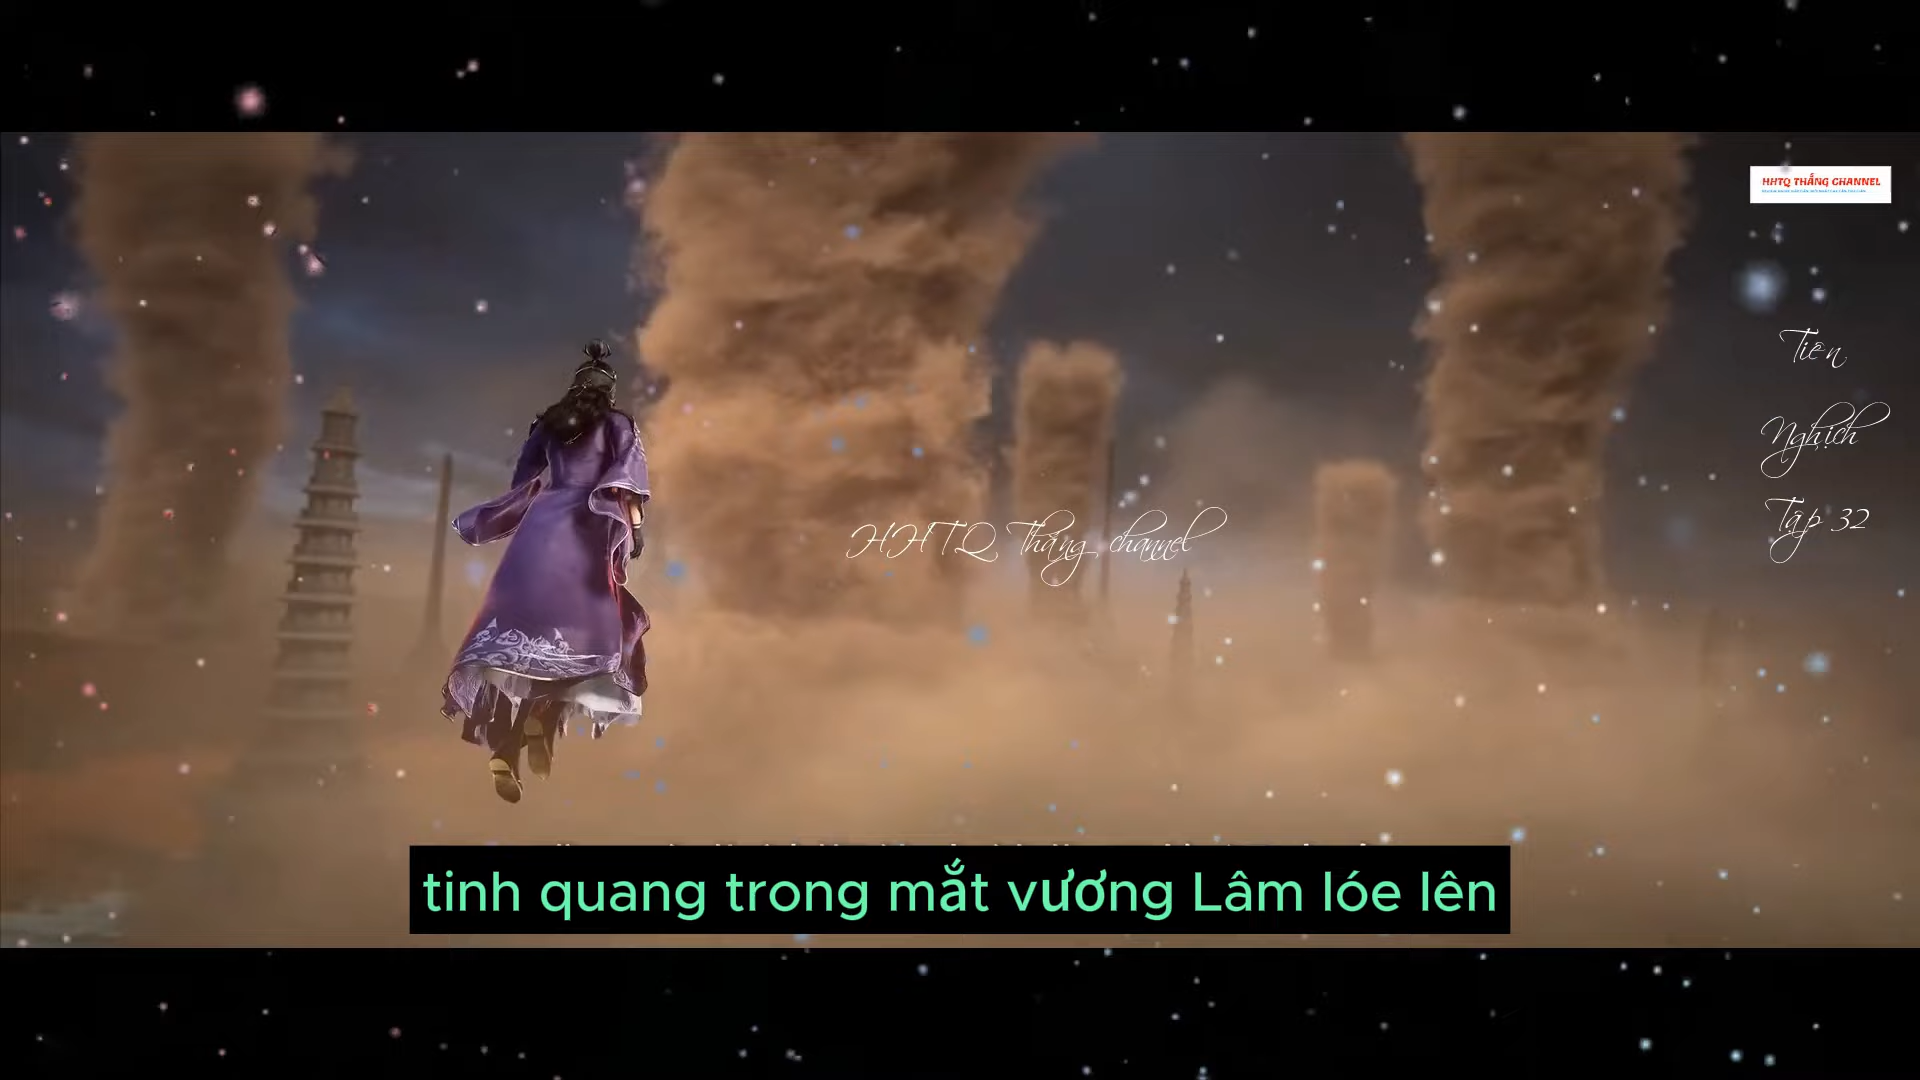 HHTQ THẮNG CHANNEL
Tiên
Nghịch
Tập 32
HHTQ Thắng channel
tinh quang trong mắt vương Lâm lóe lên